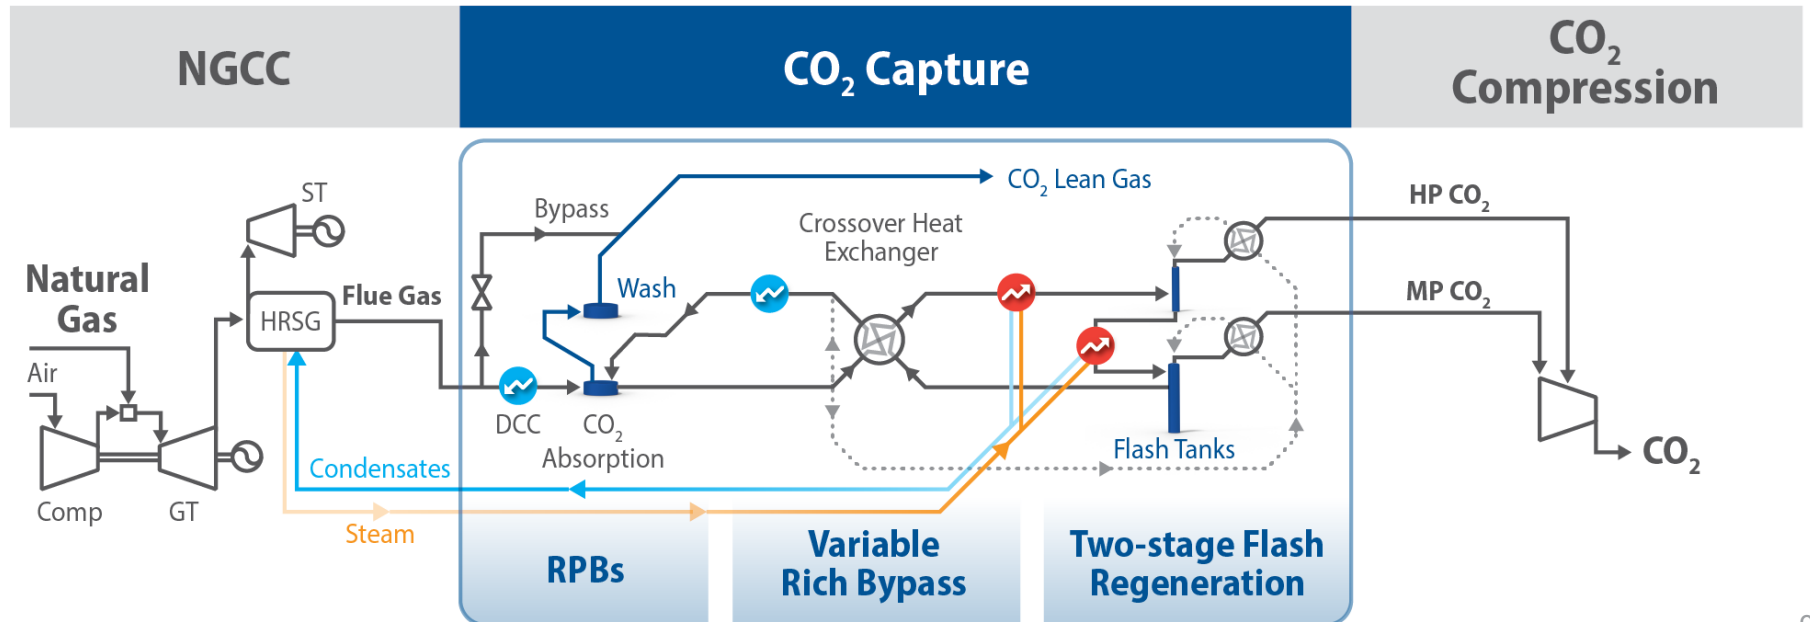 NGCC
CO₂ Capture
CO₂
Compression
ST
Bypass
CO₂ Lean Gas
Crossover Heat
Exchanger
HP CO₂
Natural
Gas
Flue Gas
Wash
MP CO₂
HRSG
Air
DCC
CO₂
Absorption
Flash Tanks
CO₂
Condensates
Comp
GT
Steam
RPBs
Variable
Rich Bypass
Two-stage Flash
Regeneration